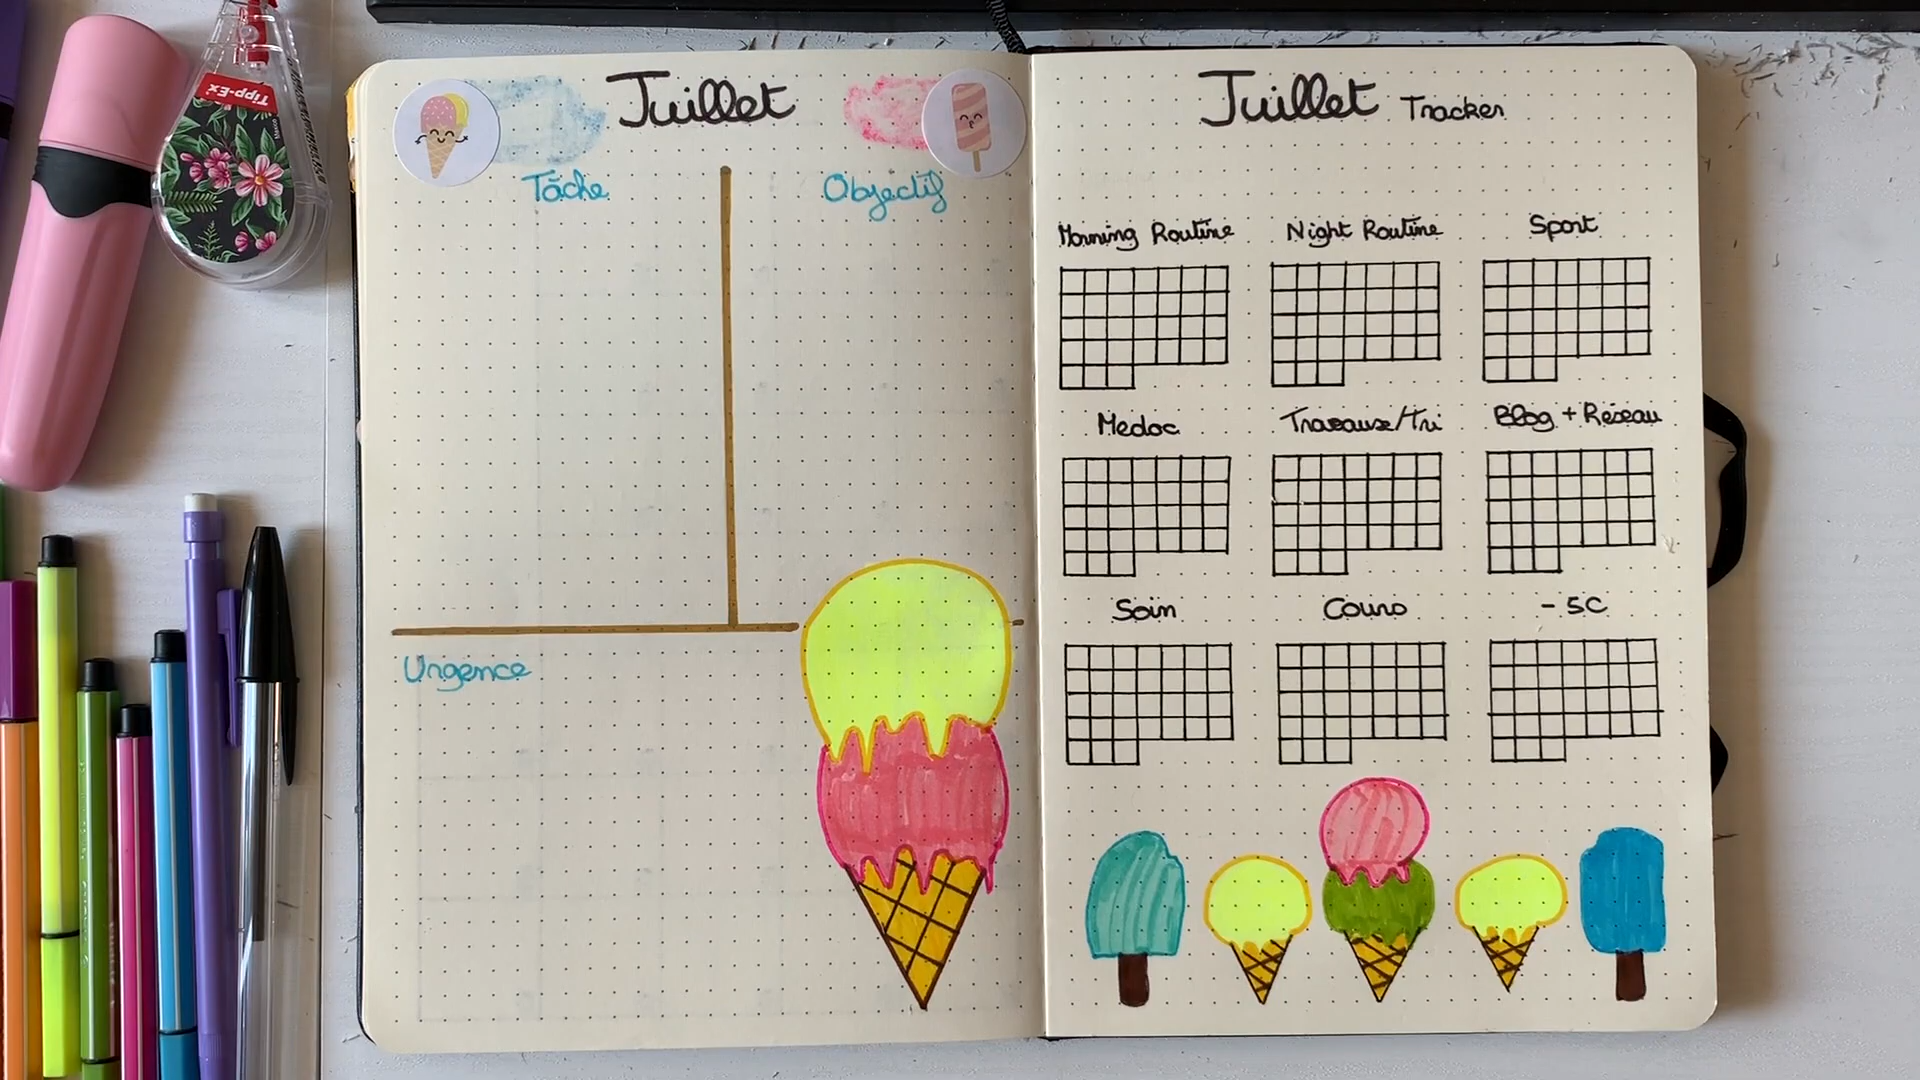 Tipp-Ex
Juillet
Tâche
Objectif
Urgence
Juillet Tracker
Morning Routine
Night Routine
Sport
Medoc
Travaux/Tri
Blog + Réseau
Soin
Cours
- 5C